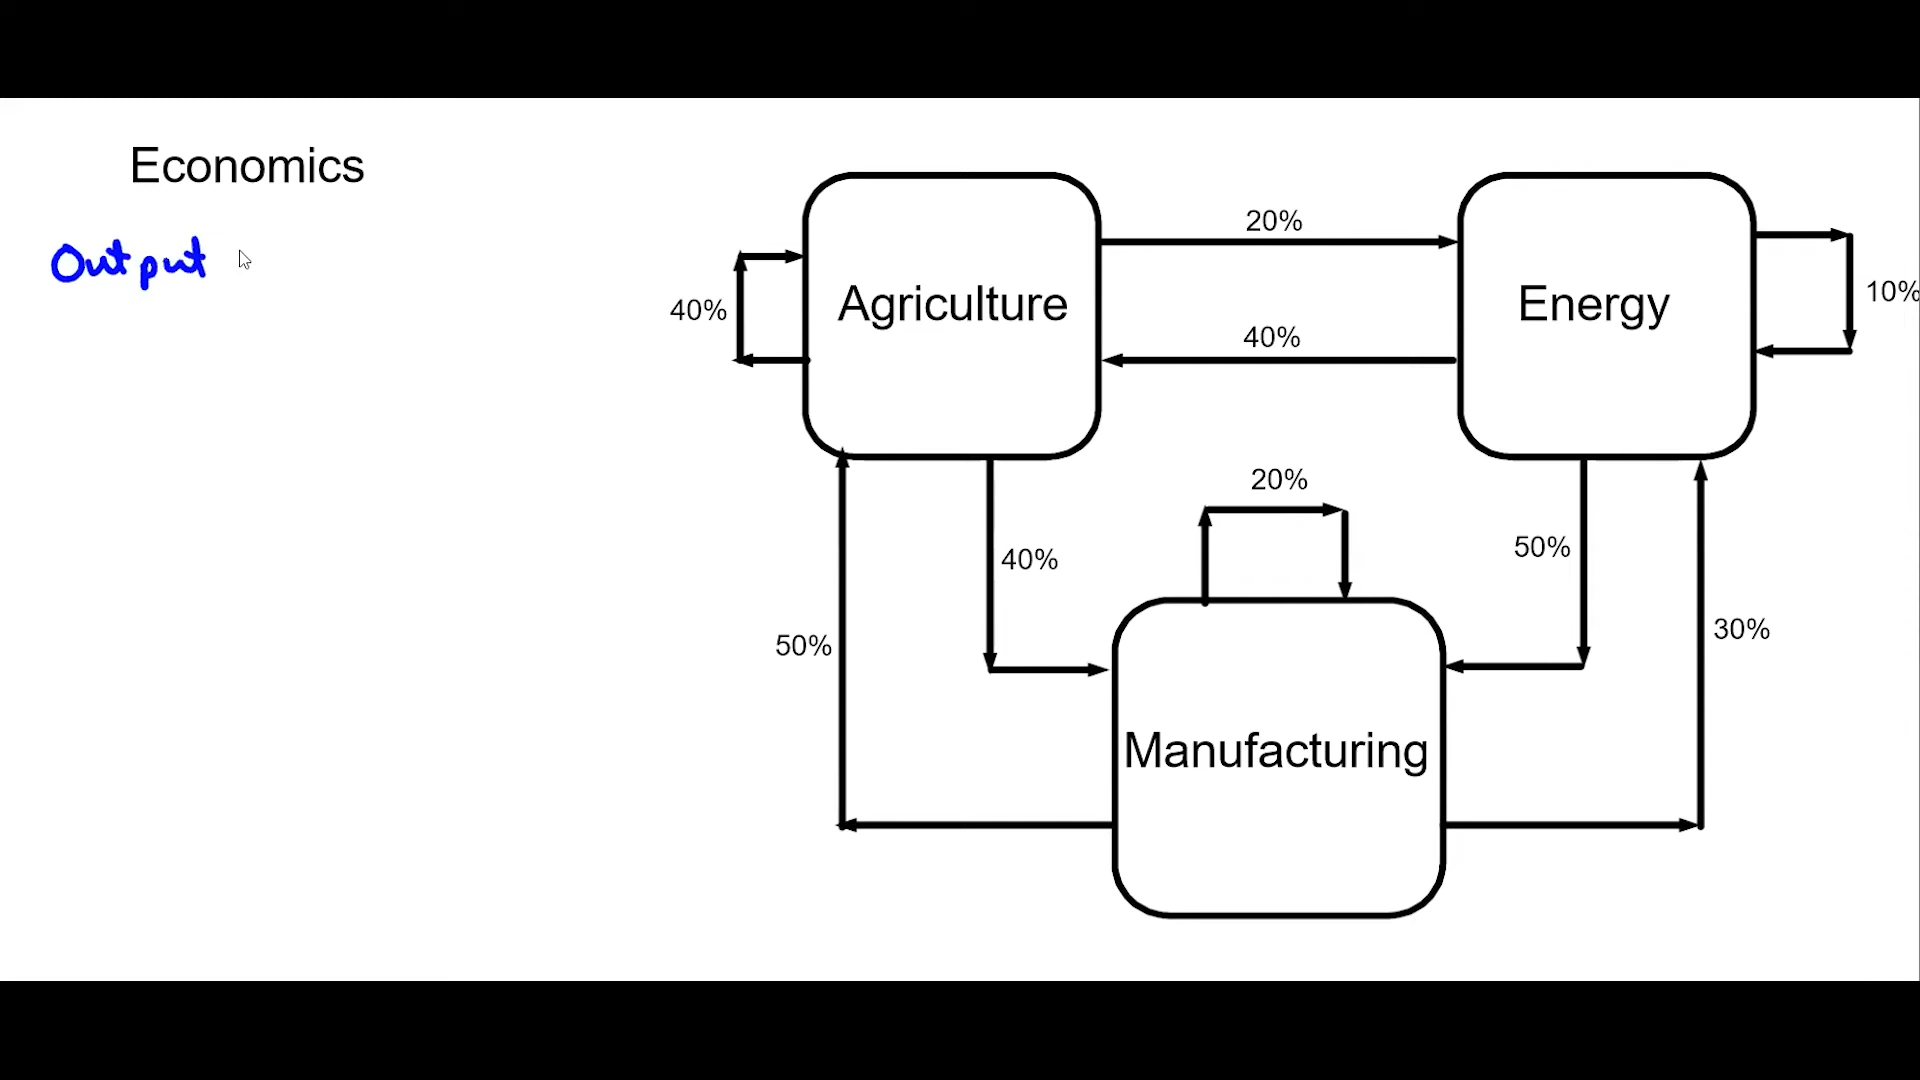 Economics
Output
20%
40%
Agriculture
Energy
10%
40%
20%
40%
50%
50%
30%
Manufacturing